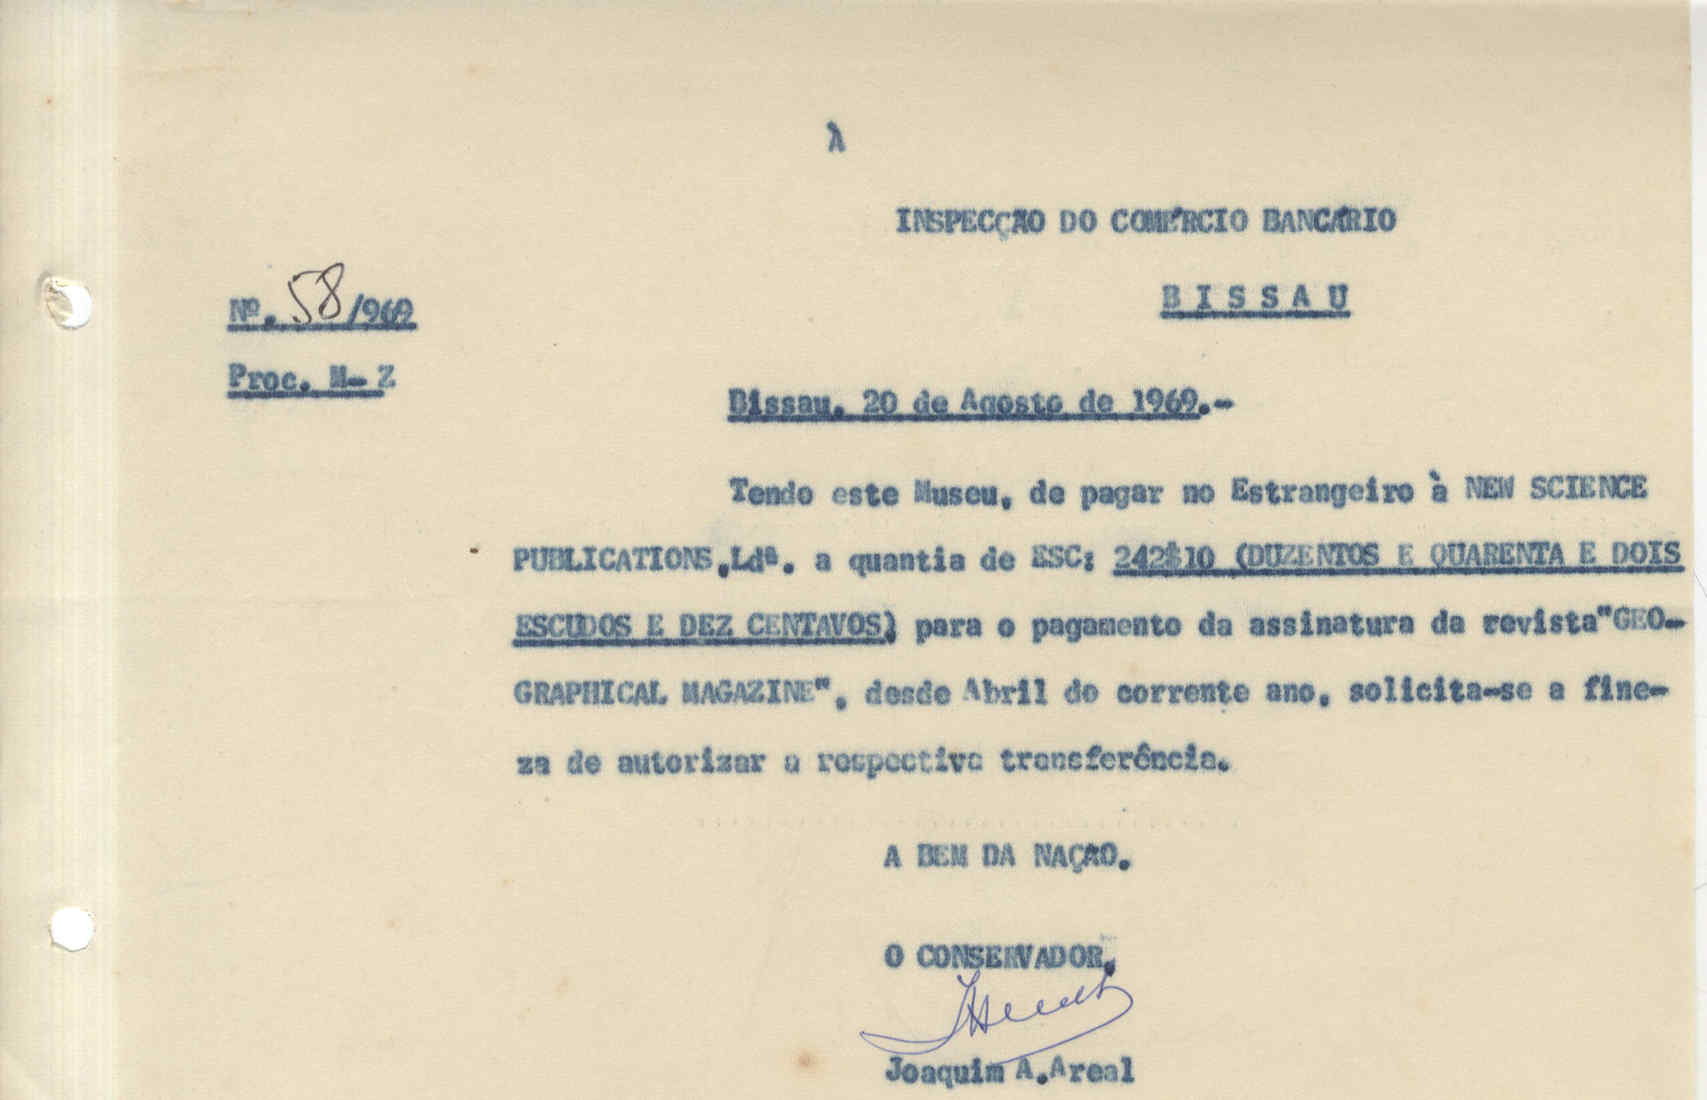 À
INSPECÇÃO DO COMÉRCIO BANCÁRIO
B I S S A U
Nº. 58/969
Proc. M- Z
Bissau, 20 de Agosto de 1969.-
Tendo este Museu, de pagar no Estrangeiro à NEW SCIENCE
PUBLICATIONS,Ldª. a quantia de ESC: 242$10 (DUZENTOS E QUARENTA E DOIS
ESCUDOS E DEZ CENTAVOS) para o pagamento da assinatura da revista"GEO-
GRAPHICAL MAGAZINE", desde Abril do corrente ano, solicita-se a fine-
za de autorizar a respectiva transferência.
A BEM DA NAÇÃO.
O CONSERVADOR,
Joaquim A.Areal